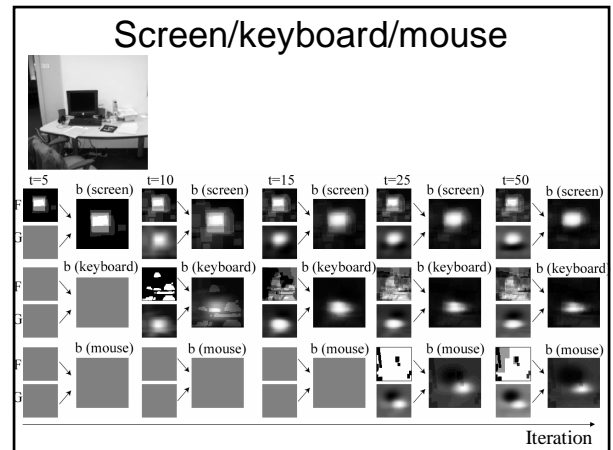 Screen/keyboard/mouse
t=5 t=10 t=15 t=25 t=50
b (screen) b (screen) b (screen) b (screen) b (screen)
F
G
b (keyboard) b (keyboard) b (keyboard) b (keyboard) b (keyboard)
F
G
b (mouse) b (mouse) b (mouse) b (mouse) b (mouse)
F
G
Iteration